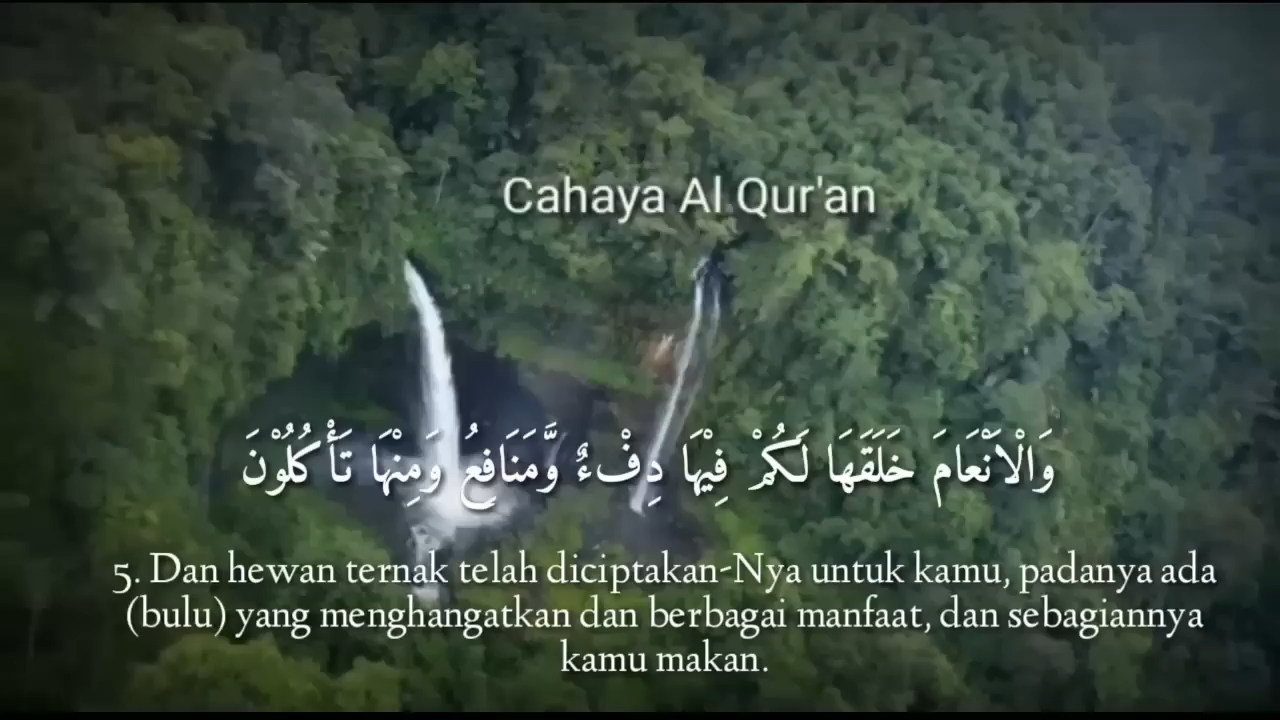 Cahaya Al Qur'an
وَالْاَنْعَامَ خَلَقَهَا لَكُمْ فِيْهَا دِفْءٌ وَّمَنَافِعُ وَمِنْهَا تَأْكُلُوْنَ
5. Dan hewan ternak telah diciptakan-Nya untuk kamu, padanya ada
(bulu) yang menghangatkan dan berbagai manfaat, dan sebagiannya
kamu makan.